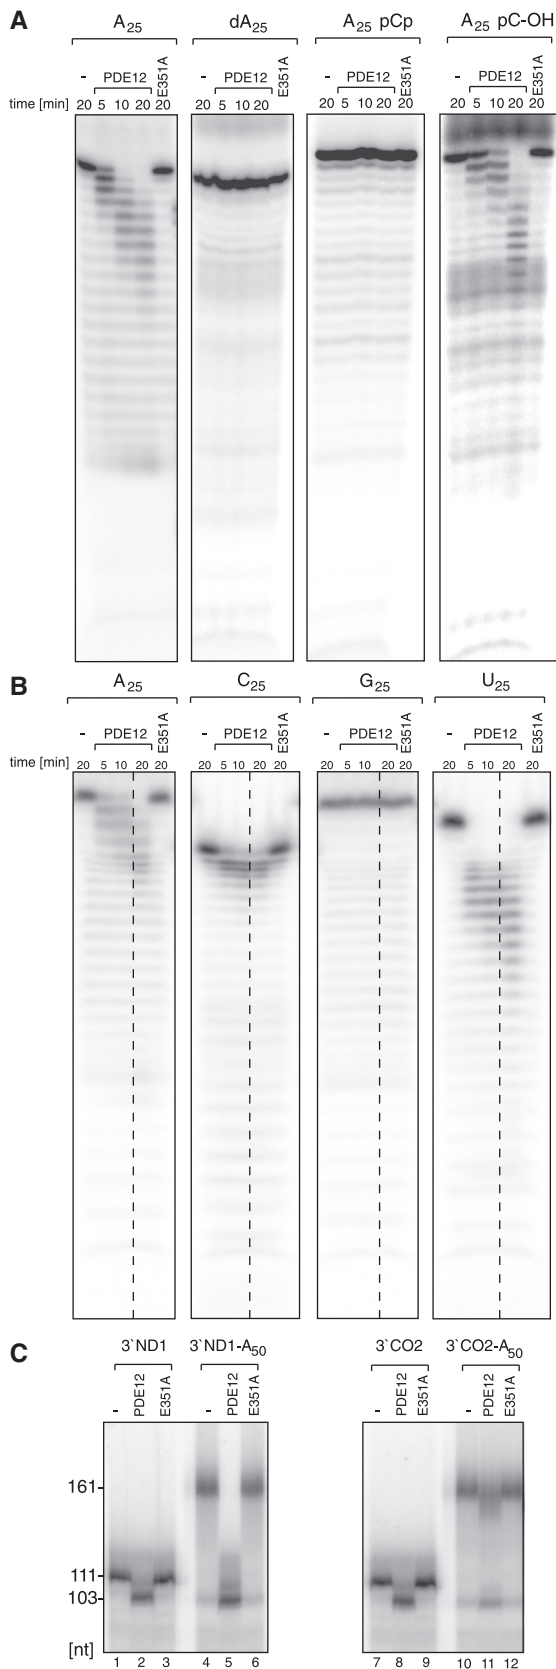 A
A25 dA25 A25 pCp A25 pC-OH
- PDE12 E351A - PDE12 E351A - PDE12 E351A - PDE12 E351A
time [min] 20 5 10 20 20 20 5 10 20 20 20 5 10 20 20 20 5 10 20 20
B
A25 C25 G25 U25
- PDE12 E351A - PDE12 E351A - PDE12 E351A - PDE12 E351A
time [min] 20 5 10 20 20 20 5 10 20 20 20 5 10 20 20 20 5 10 20 20
C
3`ND1 3`ND1-A50 3`CO2 3`CO2-A50
- PDE12 E351A - PDE12 E351A - PDE12 E351A - PDE12 E351A
161
111
103
[nt]
1 2 3 4 5 6 7 8 9 10 11 12